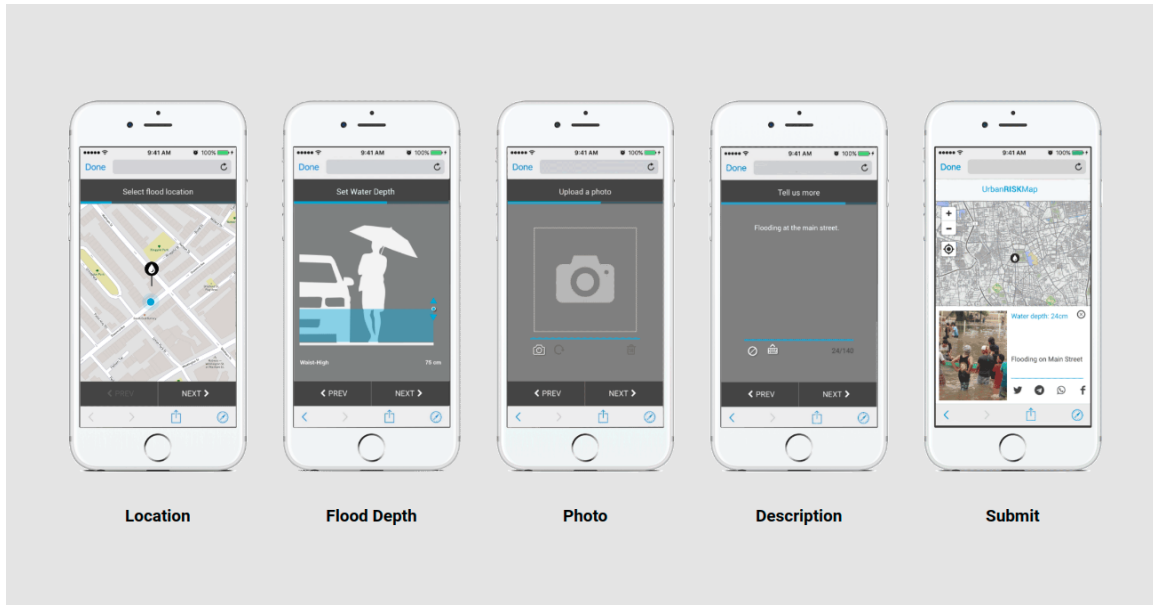 9:41 AM 100%
Done
Select flood location
PREV NEXT
9:41 AM 100%
Done
Set Water Depth
Waist-High 75 cm
PREV NEXT
9:41 AM 100%
Done
Upload a photo
PREV NEXT
9:41 AM 100%
Done
Tell us more
Flooding at the main street.
24/140
PREV NEXT
9:41 AM 100%
Done
UrbanRISKMap
Water depth: 24cm
Flooding on Main Street
Location Flood Depth Photo Description Submit